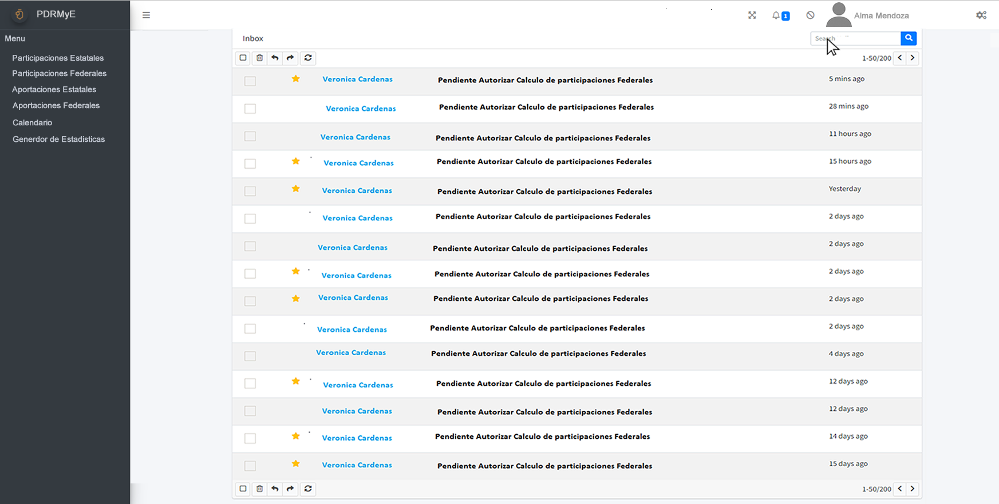 PDRMyE
1
Alma Mendoza
Menu
Participaciones Estatales
Participaciones Federales
Aportaciones Estatales
Aportaciones Federales
Calendario
Generdor de Estadisticas
Inbox
Search
1-50/200
Veronica Cardenas Pendiente Autorizar Calculo de participaciones Federales 5 mins ago
Veronica Cardenas Pendiente Autorizar Calculo de participaciones Federales 28 mins ago
Veronica Cardenas Pendiente Autorizar Calculo de participaciones Federales 11 hours ago
Veronica Cardenas Pendiente Autorizar Calculo de participaciones Federales 15 hours ago
Veronica Cardenas Pendiente Autorizar Calculo de participaciones Federales Yesterday
Veronica Cardenas Pendiente Autorizar Calculo de participaciones Federales 2 days ago
Veronica Cardenas Pendiente Autorizar Calculo de participaciones Federales 2 days ago
Veronica Cardenas Pendiente Autorizar Calculo de participaciones Federales 2 days ago
Veronica Cardenas Pendiente Autorizar Calculo de participaciones Federales 2 days ago
Veronica Cardenas Pendiente Autorizar Calculo de participaciones Federales 2 days ago
Veronica Cardenas Pendiente Autorizar Calculo de participaciones Federales 4 days ago
Veronica Cardenas Pendiente Autorizar Calculo de participaciones Federales 12 days ago
Veronica Cardenas Pendiente Autorizar Calculo de participaciones Federales 12 days ago
Veronica Cardenas Pendiente Autorizar Calculo de participaciones Federales 14 days ago
Veronica Cardenas Pendiente Autorizar Calculo de participaciones Federales 15 days ago
1-50/200